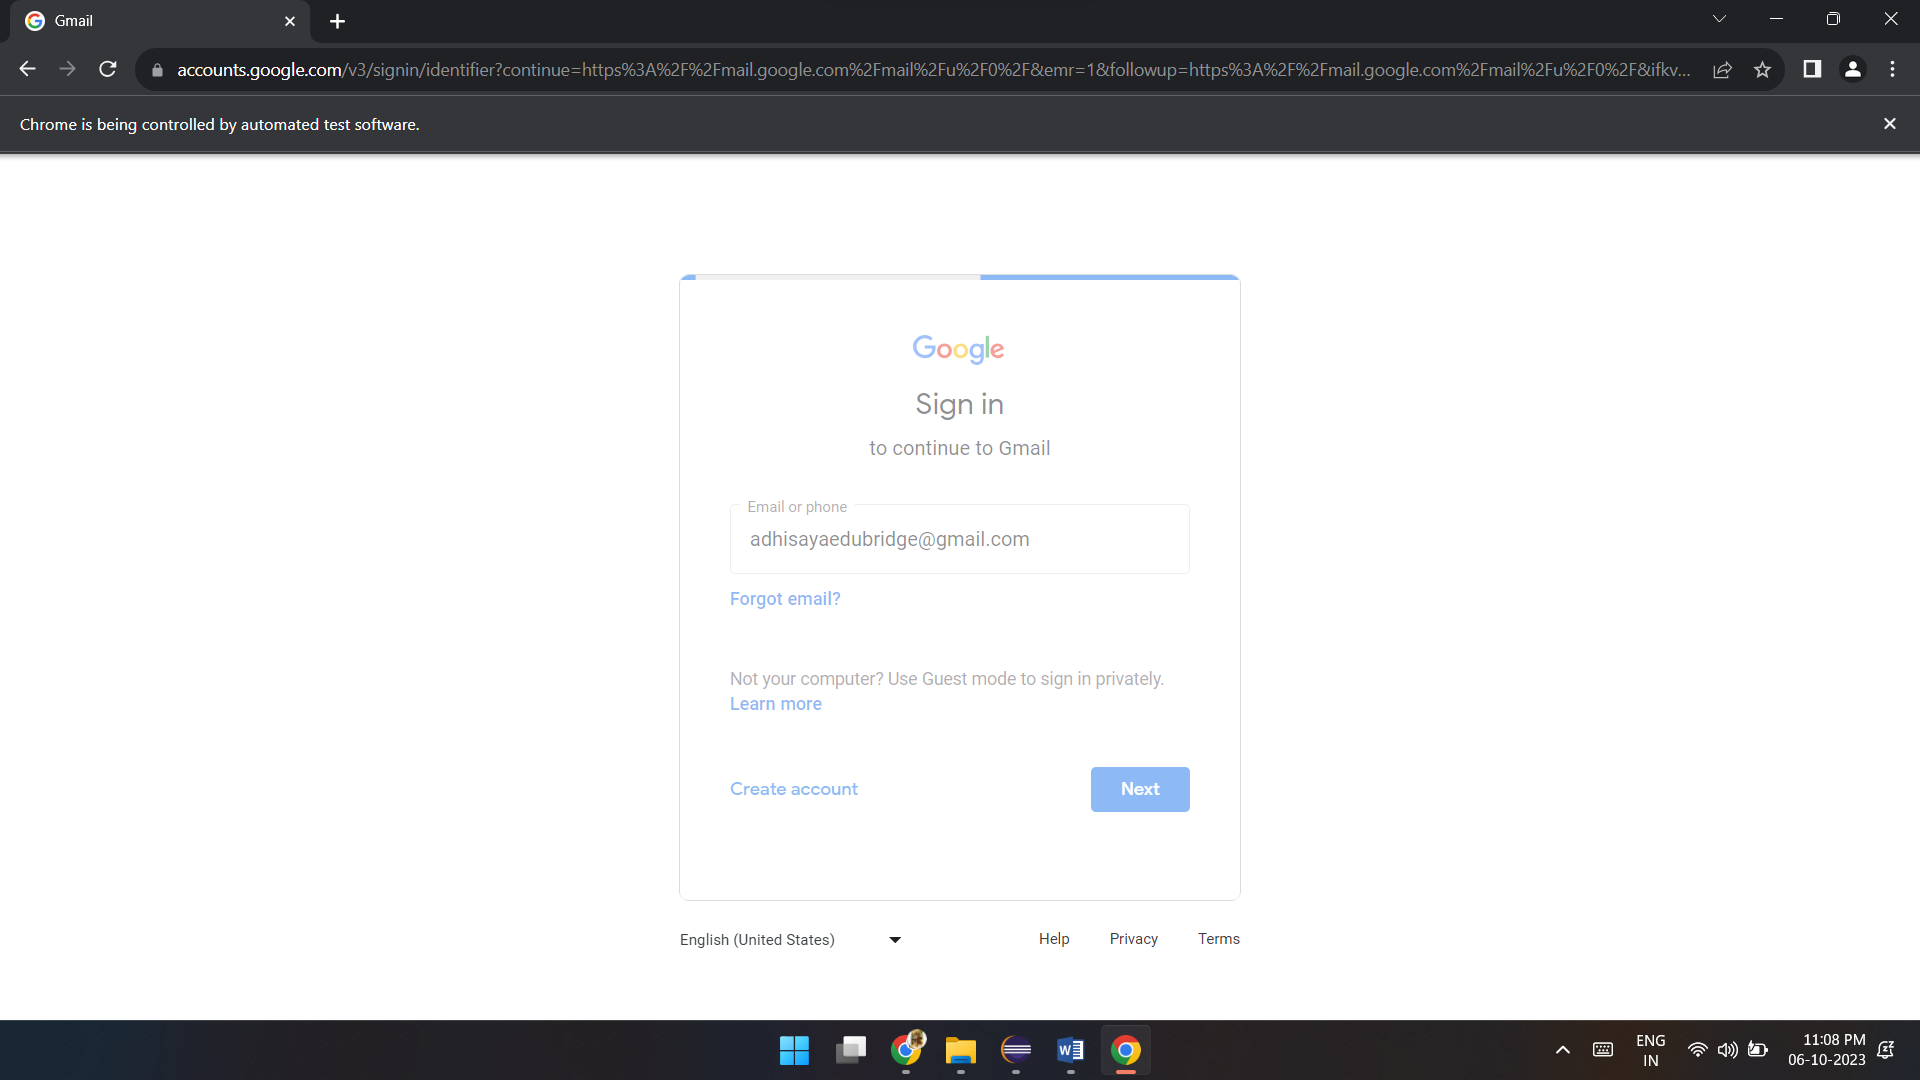 Gmail
accounts.google.com/v3/signin/identifier?continue=https%3A%2F%2Fmail.google.com%2Fmail%2Fu%2F0%2F&emr=1&followup=https%3A%2F%2Fmail.google.com%2Fmail%2Fu%2F0%2F&ifkv...
Chrome is being controlled by automated test software.
Google
Sign in
to continue to Gmail
Email or phone
adhisayaedubridge@gmail.com
Forgot email?
Not your computer? Use Guest mode to sign in privately.
Learn more
Create account
Next
English (United States)
Help
Privacy
Terms
ENG
IN
11:08 PM
06-10-2023